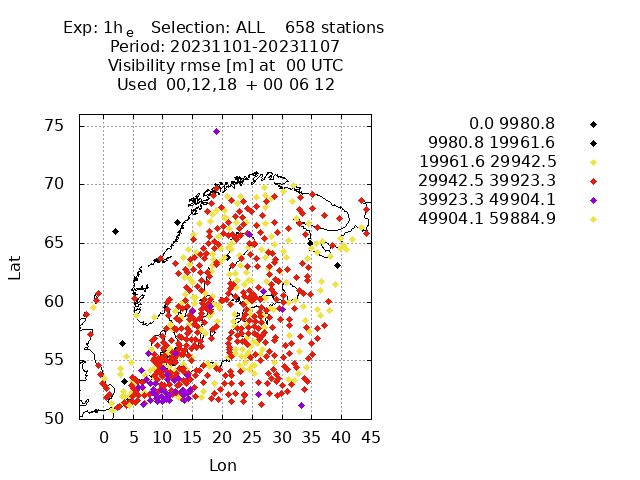 Exp: 1h e Selection: ALL 658 stations
Period: 20231101-20231107
Visibility rmse [m] at 00 UTC
Used 00,12,18 + 00 06 12
0.0 9980.8
9980.8 19961.6
19961.6 29942.5
29942.5 39923.3
39923.3 49904.1
49904.1 59884.9
75
70
65
60
55
50
Lat
0 5 10 15 20 25 30 35 40 45
Lon